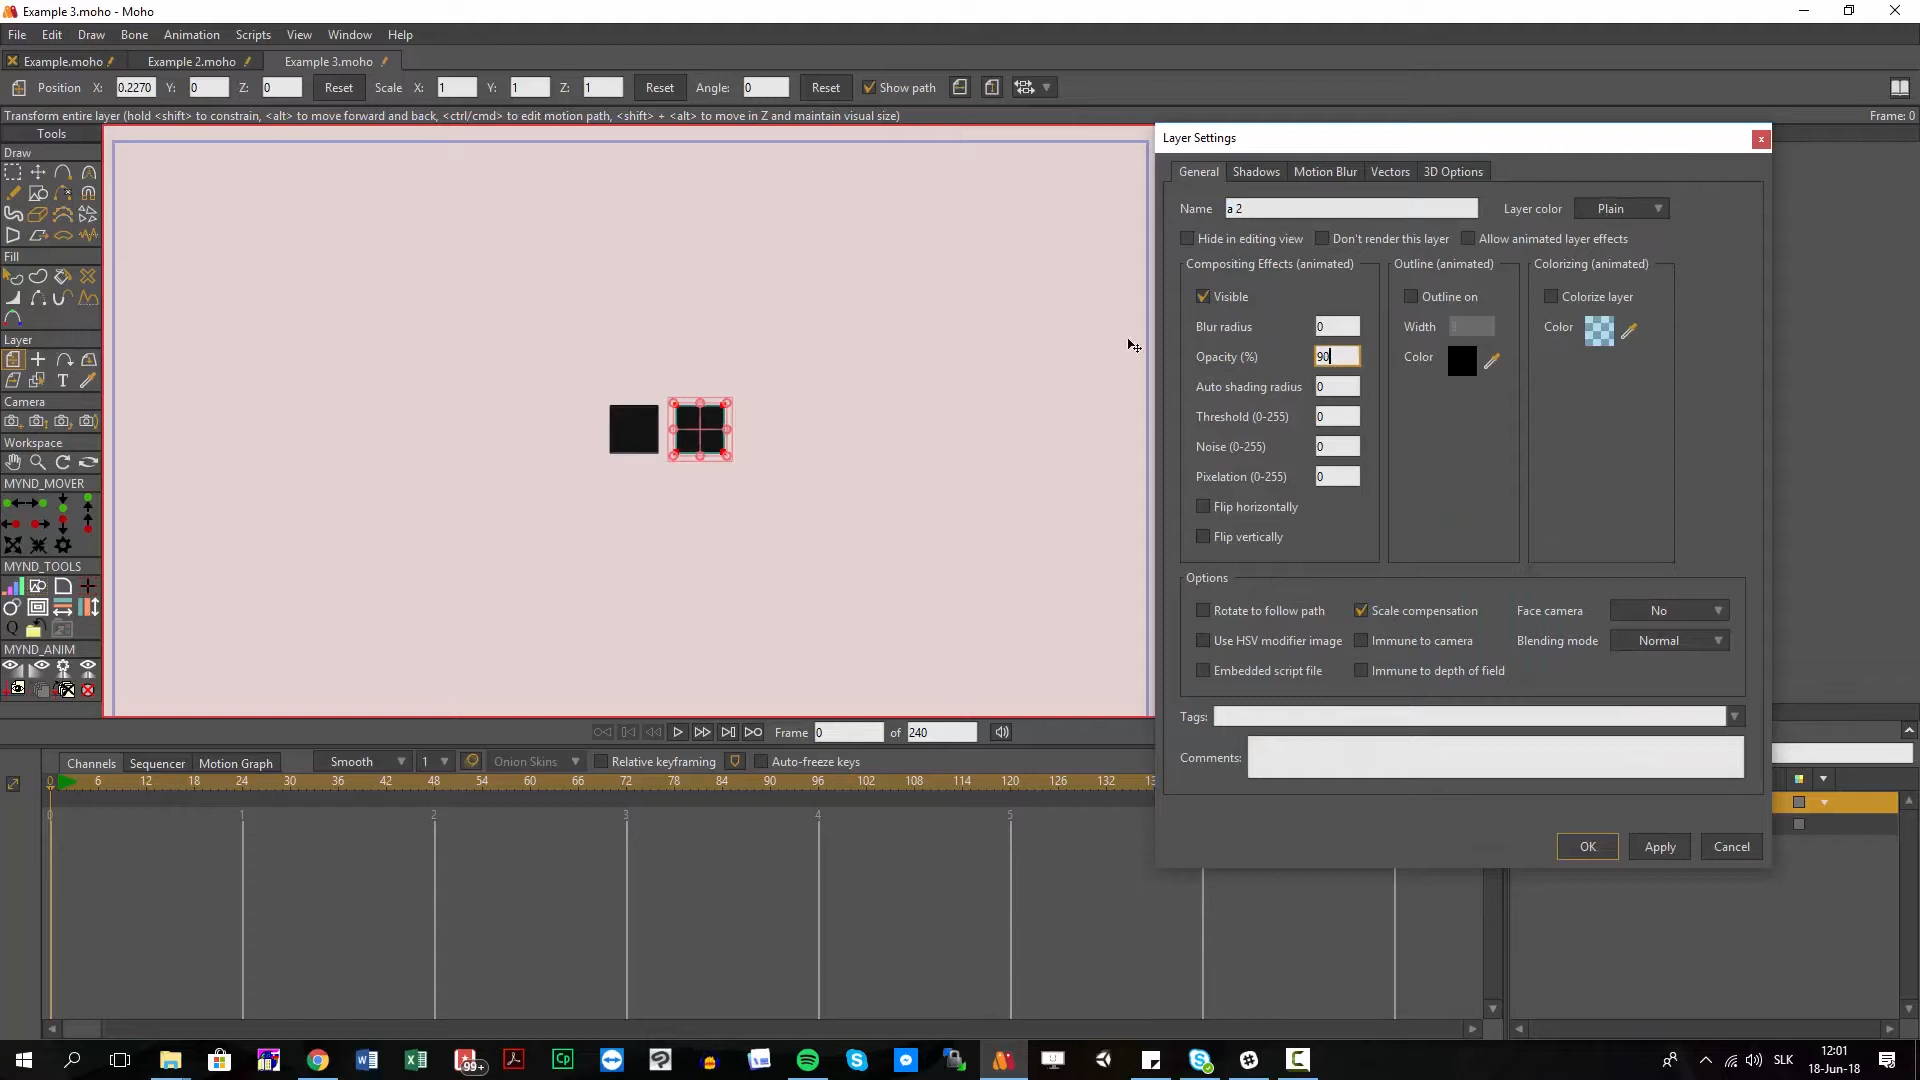 Example 3.moho - Moho
File Edit Draw Bone Animation Scripts View Window Help
Example.moho Example 2.moho Example 3.moho
Position X: 0.2270 Y: 0 Z: 0 Reset Scale X: 1 Y: 1 Z: 1 Reset Angle: 0 Reset Show path
Transform entire layer (hold <shift> to constrain, <alt> to move forward and back, <ctrl/cmd> to edit motion path, <shift> + <alt> to move in Z and maintain visual size) Frame: 0
Tools
Draw
Fill
Layer
T
Camera
Workspace
MYND_MOVER
MYND_TOOLS
Q
MYND_ANIM
Layer Settings
x
General Shadows Motion Blur Vectors 3D Options
Name a 2 Layer color Plain
Hide in editing view Don't render this layer Allow animated layer effects
Compositing Effects (animated) Outline (animated) Colorizing (animated)
Visible Outline on Colorize layer
Blur radius 0 Width Color
Opacity (%) 90 Color
Auto shading radius 0
Threshold (0-255) 0
Noise (0-255) 0
Pixelation (0-255) 0
Flip horizontally
Flip vertically
Options
Rotate to follow path Scale compensation Face camera No
Use HSV modifier image Immune to camera Blending mode Normal
Embedded script file Immune to depth of field
Tags:
Comments:
OK Apply Cancel
Frame 0 of 240
Channels Sequencer Motion Graph Smooth 1 Onion Skins Relative keyframing Auto-freeze keys
0 6 12 18 24 30 36 42 48 54 60 66 72 78 84 90 96 102 108 114 120 126 132
0 1 2 3 4 5
99+
Cp
SLK
12:01
18-Jun-18